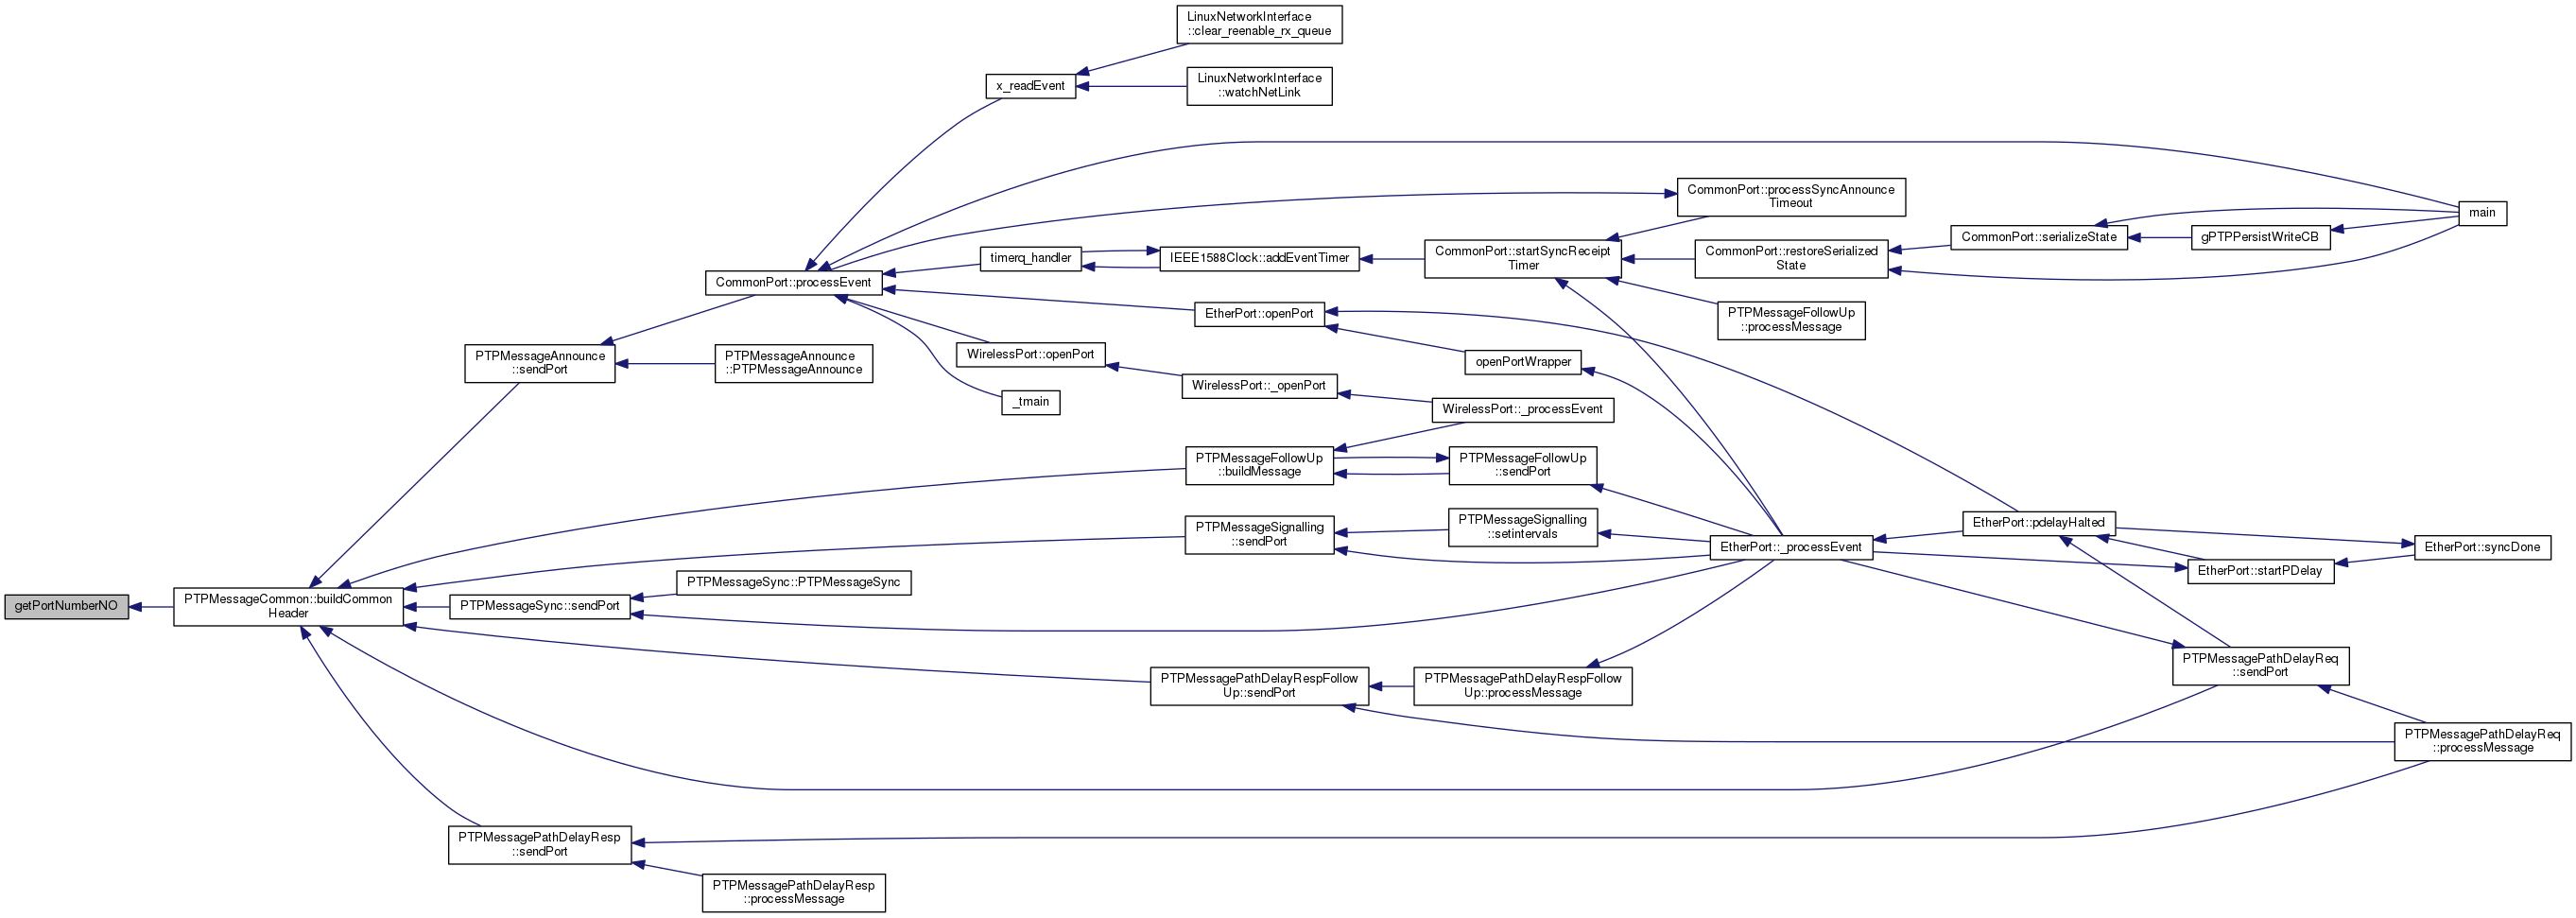 LinuxNetworkInterface
::clear_reenable_rx_queue
x_readEvent
LinuxNetworkInterface
::watchNetLink
CommonPort::processSyncAnnounce
Timeout
main
CommonPort::serializeState
gPTPPersistWriteCB
timerq_handler
IEEE1588Clock::addEventTimer
CommonPort::startSyncReceipt
Timer
CommonPort::restoreSerialized
State
CommonPort::processEvent
EtherPort::openPort
PTPMessageFollowUp
::processMessage
PTPMessageAnnounce
::sendPort
PTPMessageAnnounce
::PTPMessageAnnounce
WirelessPort::openPort
openPortWrapper
WirelessPort::_openPort
_tmain
WirelessPort::_processEvent
PTPMessageFollowUp
::buildMessage
PTPMessageFollowUp
::sendPort
PTPMessageSignalling
::sendPort
PTPMessageSignalling
::setintervals
EtherPort::pdelayHalted
EtherPort::_processEvent
EtherPort::syncDone
EtherPort::startPDelay
getPortNumberNO
PTPMessageCommon::buildCommon
Header
PTPMessageSync::sendPort
PTPMessageSync::PTPMessageSync
PTPMessagePathDelayReq
::sendPort
PTPMessagePathDelayRespFollow
Up::sendPort
PTPMessagePathDelayRespFollow
Up::processMessage
PTPMessagePathDelayReq
::processMessage
PTPMessagePathDelayResp
::sendPort
PTPMessagePathDelayResp
::processMessage